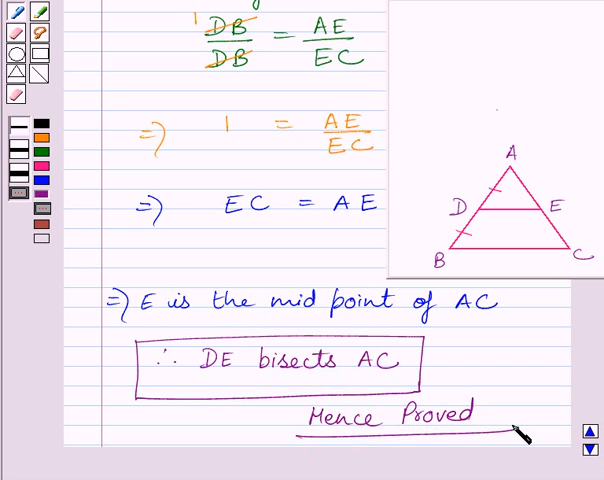 1 DB/DB = AE/EC
⇒ 1 = AE/EC
⇒ EC = AE
A
D E
B C
⇒ E is the mid point of AC
∴ DE bisects AC
Hence Proved